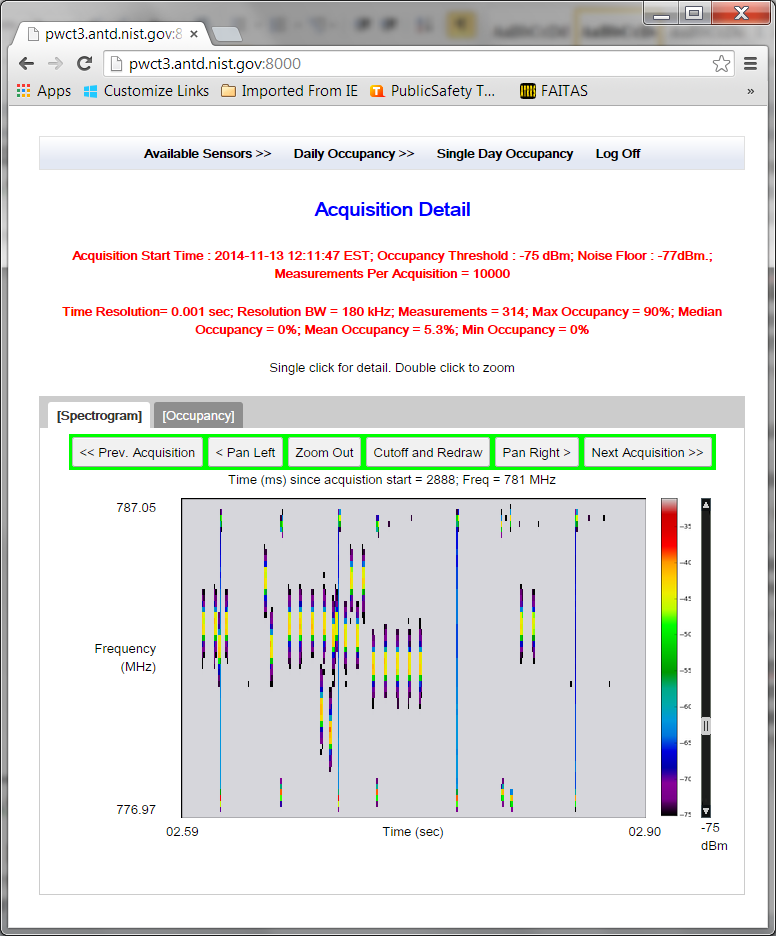 pwct3.antd.nist.gov:8
pwct3.antd.nist.gov:8000
Apps Customize Links Imported From IE PublicSafety T... FAITAS »
Available Sensors >> Daily Occupancy >> Single Day Occupancy Log Off
Acquisition Detail
Acquisition Start Time : 2014-11-13 12:11:47 EST; Occupancy Threshold : -75 dBm; Noise Floor : -77dBm.;
Measurements Per Acquisition = 10000
Time Resolution= 0.001 sec; Resolution BW = 180 kHz; Measurements = 314; Max Occupancy = 90%; Median
Occupancy = 0%; Mean Occupancy = 5.3%; Min Occupancy = 0%
Single click for detail. Double click to zoom
[Spectrogram] [Occupancy]
<< Prev. Acquisition < Pan Left Zoom Out Cutoff and Redraw Pan Right > Next Acquisition >>
Time (ms) since acquistion start = 2888; Freq = 781 MHz
787.05
-35
-40
-45
-50
-55
-60
-65
-70
-75
Frequency
(MHz)
776.97
02.59 Time (sec) 02.90
-75
dBm